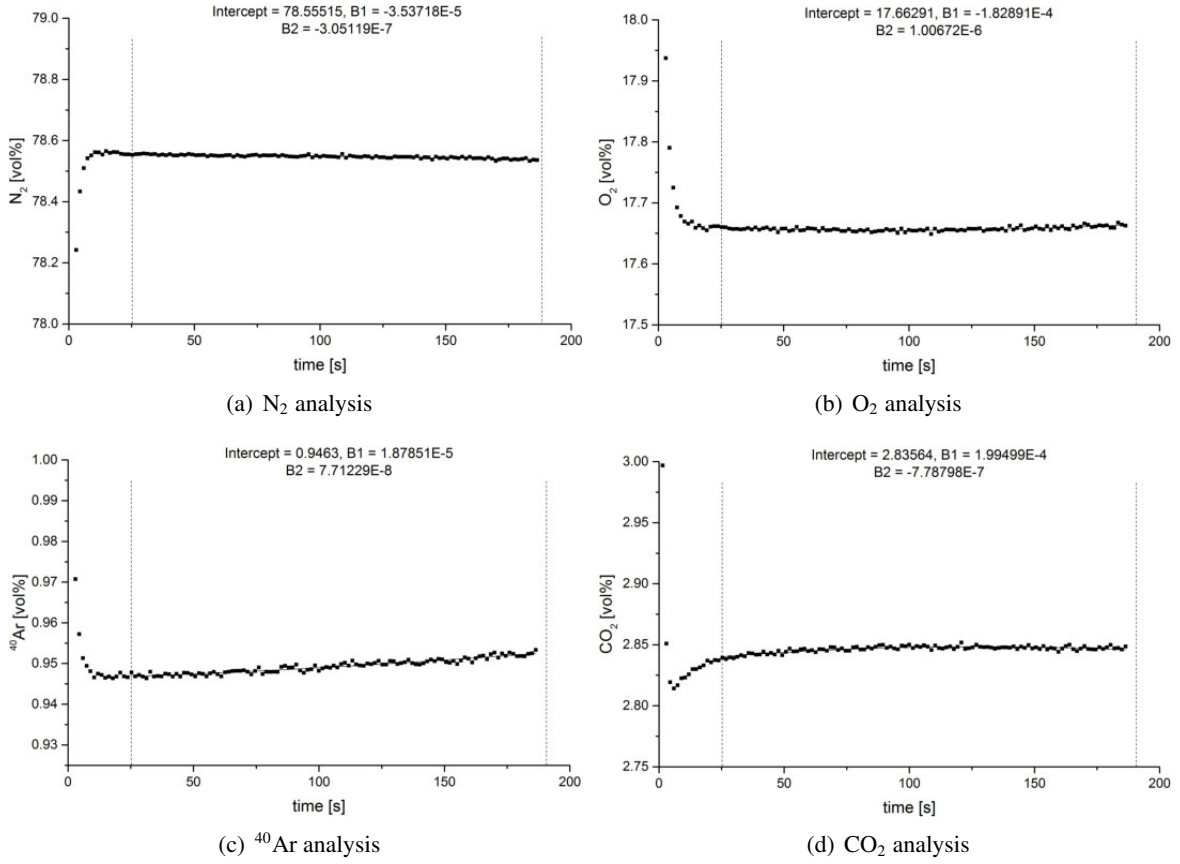 Intercept = 78.55515, B1 = -3.53718E-5
B2 = -3.05119E-7
79.0
78.8
78.6
78.4
78.2
78.0
N2 [vol%]
0
50
100
150
200
time [s]
(a) N2 analysis
Intercept = 17.66291, B1 = -1.82891E-4
B2 = 1.00672E-6
18.0
17.9
17.8
17.7
17.6
17.5
O2 [vol%]
0
50
100
150
200
time [s]
(b) O2 analysis
Intercept = 0.9463, B1 = 1.87851E-5
B2 = 7.71229E-8
1.00
0.99
0.98
0.97
0.96
0.95
0.94
0.93
40Ar [vol%]
0
50
100
150
200
time [s]
(c) 40Ar analysis
Intercept = 2.83564, B1 = 1.99499E-4
B2 = -7.78798E-7
3.00
2.95
2.90
2.85
2.80
2.75
CO2 [vol%]
0
50
100
150
200
time [s]
(d) CO2 analysis